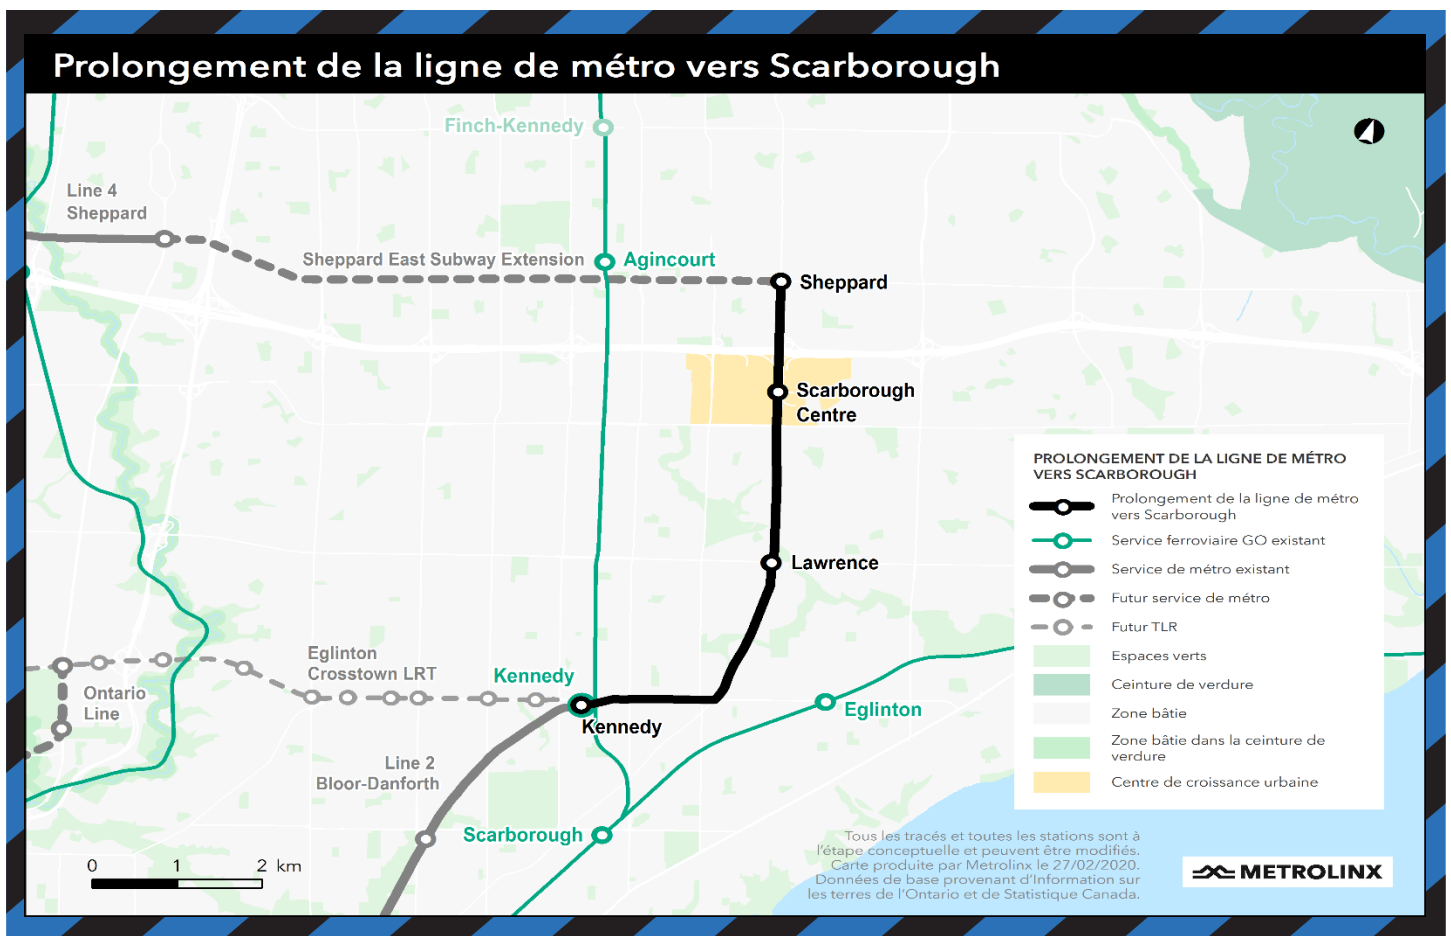 Prolongement de la ligne de métro vers Scarborough
Finch-Kennedy
Line 4
Sheppard
Sheppard East Subway Extension
Agincourt
Sheppard
Scarborough
Centre
Lawrence
Eglinton
Crosstown LRT
Kennedy
Kennedy
Ontario
Line
Eglinton
Line 2
Bloor-Danforth
Scarborough
0 1 2 km
PROLONGEMENT DE LA LIGNE DE MÉTRO
VERS SCARBOROUGH
Prolongement de la ligne de métro
vers Scarborough
Service ferroviaire GO existant
Service de métro existant
Futur service de métro
Futur TLR
Espaces verts
Ceinture de verdure
Zone bâtie
Zone bâtie dans la ceinture de
verdure
Centre de croissance urbaine
Tous les tracés et toutes les stations sont à
l'étape conceptuelle et peuvent être modifiés.
Carte produite par Metrolinx le 27/02/2020.
Données de base provenant d'Information sur
les terres de l'Ontario et de Statistique Canada.
METROLINX